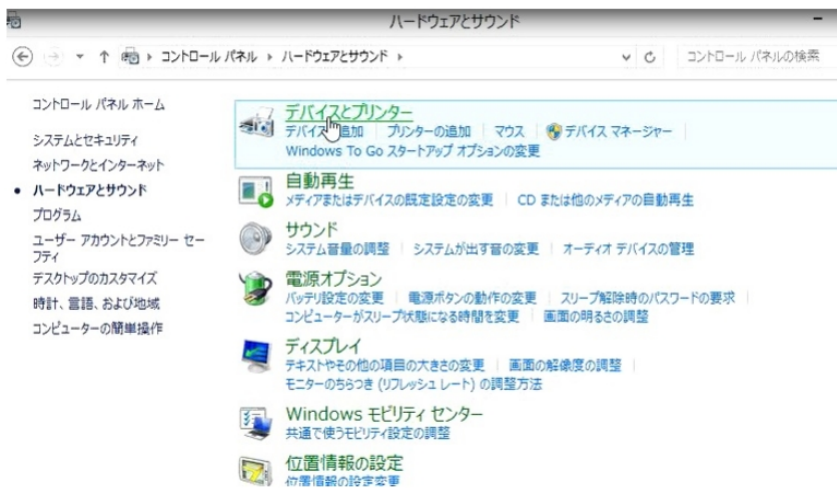 ハードウェアとサウンド
コントロール パネル ハードウェアとサウンド コントロール パネルの検索
コントロール パネル ホーム
システムとセキュリティ
ネットワークとインターネット
ハードウェアとサウンド
プログラム
ユーザー アカウントとファミリー セー
フティ
デスクトップのカスタマイズ
時計、言語、および地域
コンピューターの簡単操作
デバイスとプリンター
デバイス 追加 プリンターの追加 マウス デバイス マネージャー
Windows To Go スタートアップ オプションの変更
自動再生
メディアまたはデバイスの既定設定の変更 CD または他のメディアの自動再生
サウンド
システム音量の調整 システムが出す音の変更 オーディオ デバイスの管理
電源オプション
バッテリ設定の変更 電源ボタンの動作の変更 スリープ解除時のパスワードの要求
コンピューターがスリープ状態になる時間を変更 画面の明るさの調整
ディスプレイ
テキストやその他の項目の大きさの変更 画面の解像度の調整
モニターのちらつき (リフレッシュ レート) の調整方法
Windows モビリティ センター
共通で使うモビリティ設定の調整
位置情報の設定
位置情報の設定変更